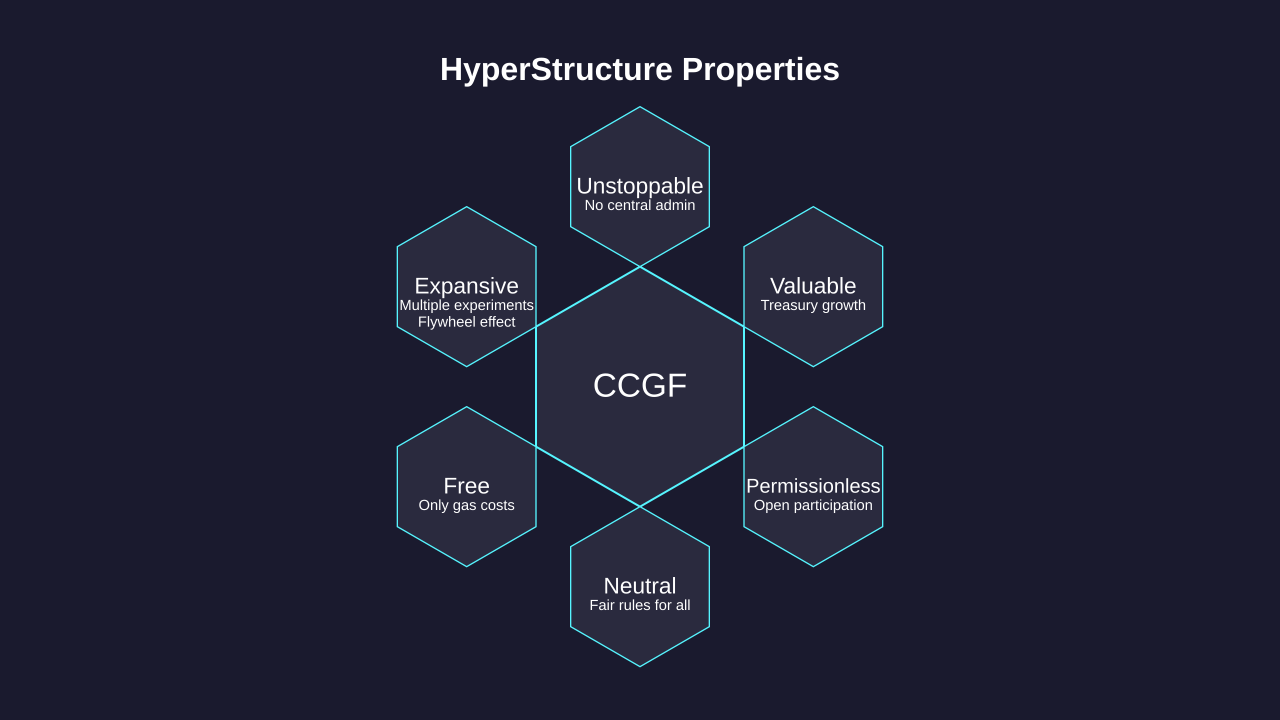 HyperStructure Properties
Unstoppable
No central admin
Expansive
Multiple experiments
Flywheel effect
Valuable
Treasury growth
CCGF
Free
Only gas costs
Permissionless
Open participation
Neutral
Fair rules for all